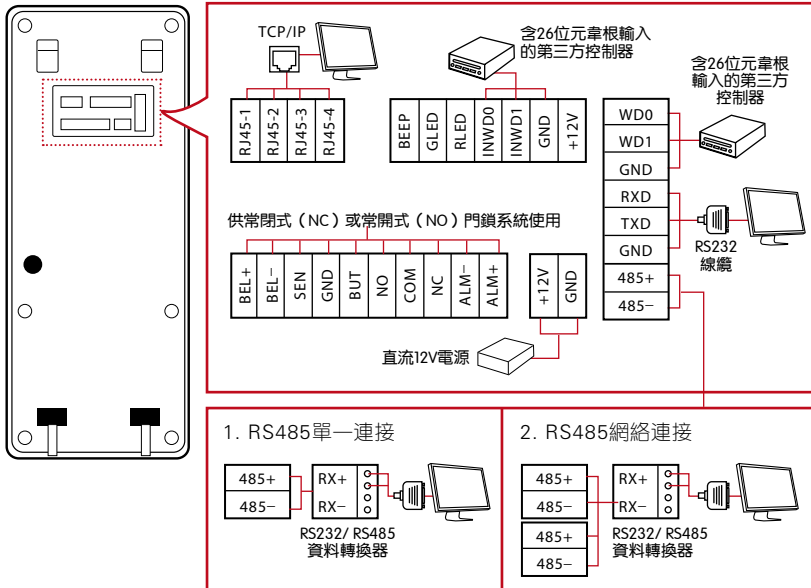 TCP/IP
RJ45-1
RJ45-2
RJ45-3
RJ45-4
含26位元韋根輸入
的第三方控制器
BEEP
GLED
RLED
INWD0
INWD1
GND
+12V
含26位元韋根
輸入的第三方
控制器
WD0
WD1
GND
RXD
TXD
GND
485+
485−
RS232
線纜
供常閉式（NC）或常開式（NO）門鎖系統使用
BEL+
BEL−
SEN
GND
BUT
NO
COM
NC
ALM−
ALM+
+12V
GND
直流12V電源
1. RS485單一連接
485+
485−
RX+
RX−
RS232/ RS485
資料轉換器
2. RS485網絡連接
485+
485−
485+
485−
RX+
RX−
RS232/ RS485
資料轉換器